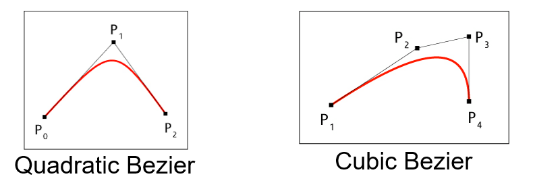 P1
P0
P2
Quadratic Bezier
P2
P3
P1
P4
Cubic Bezier